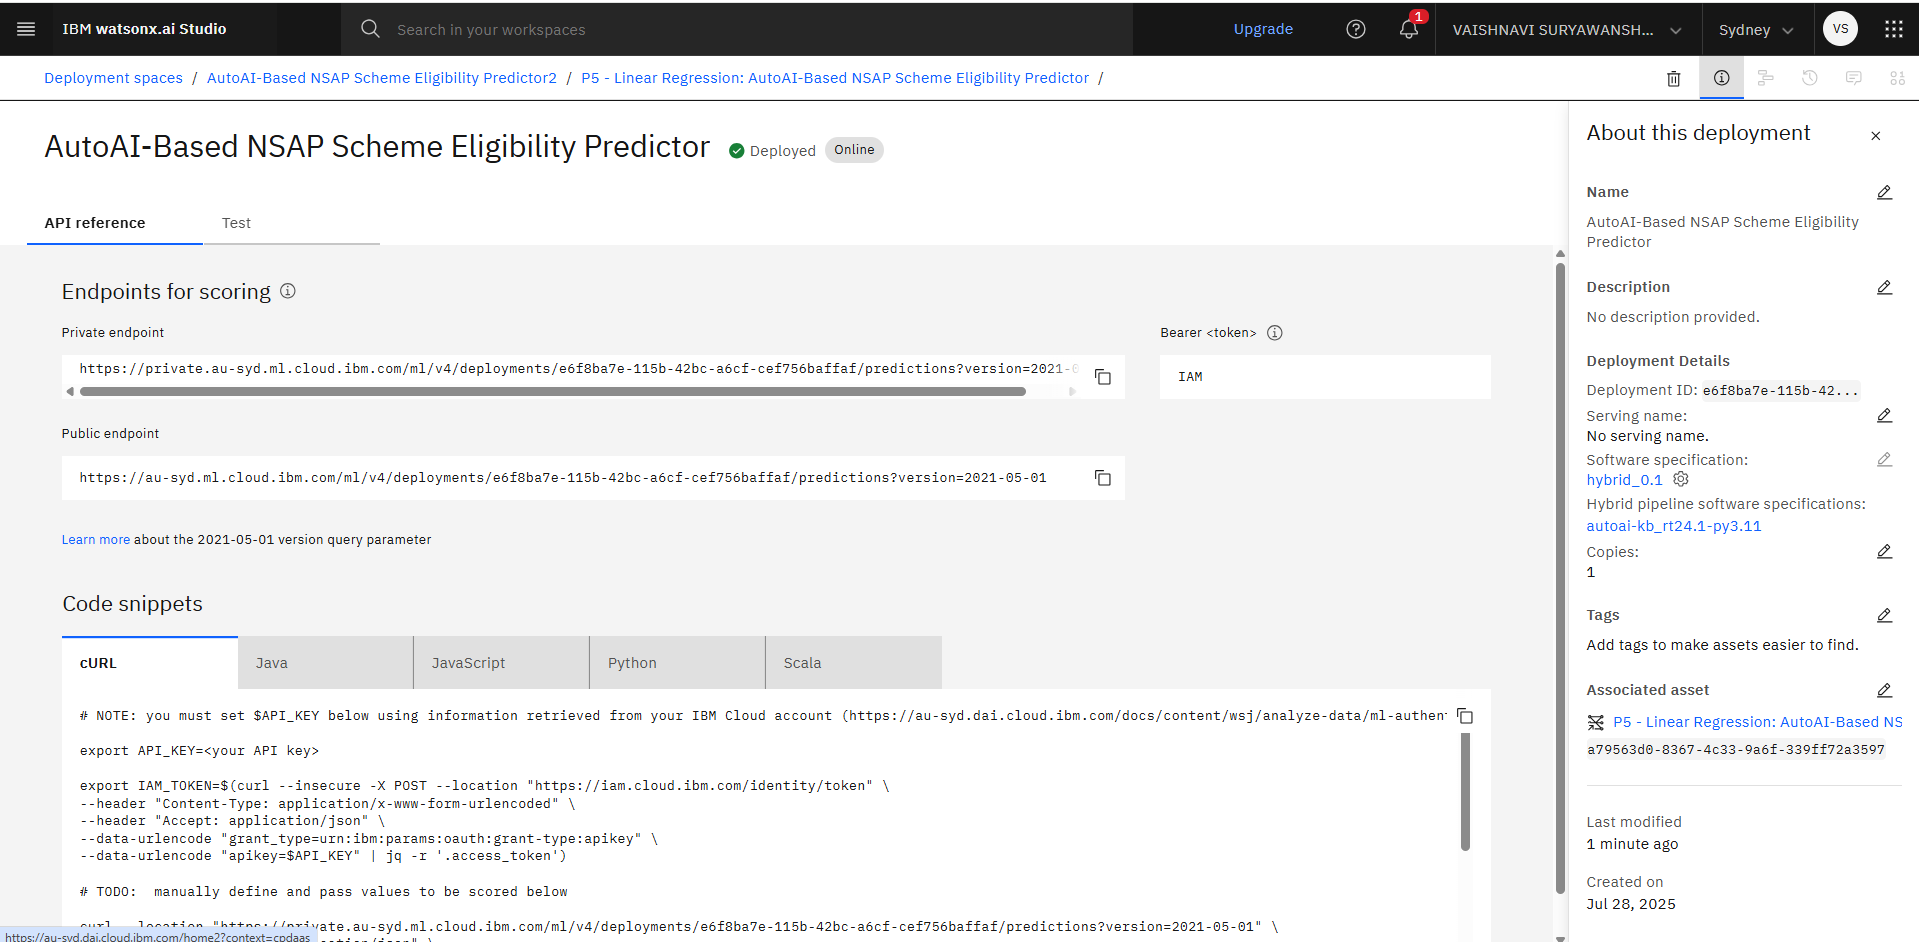 IBM watsonx.ai Studio
Search in your workspaces
Upgrade
1
VAISHNAVI SURYAWANSH...
Sydney
VS
Deployment spaces / AutoAI-Based NSAP Scheme Eligibility Predictor2 / P5 - Linear Regression: AutoAI-Based NSAP Scheme Eligibility Predictor /
AutoAI-Based NSAP Scheme Eligibility Predictor
Deployed
Online
API reference
Test
Endpoints for scoring
Private endpoint
https://private.au-syd.ml.cloud.ibm.com/ml/v4/deployments/e6f8ba7e-115b-42bc-a6cf-cef756baffaf/predictions?version=2021-0
Bearer <token>
IAM
Public endpoint
https://au-syd.ml.cloud.ibm.com/ml/v4/deployments/e6f8ba7e-115b-42bc-a6cf-cef756baffaf/predictions?version=2021-05-01
Learn more about the 2021-05-01 version query parameter
Code snippets
cURL
Java
JavaScript
Python
Scala
# NOTE: you must set $API_KEY below using information retrieved from your IBM Cloud account (https://au-syd.dai.cloud.ibm.com/docs/content/wsj/analyze-data/ml-authen
export API_KEY=<your API key>
export IAM_TOKEN=$(curl --insecure -X POST --location "https://iam.cloud.ibm.com/identity/token" \
--header "Content-Type: application/x-www-form-urlencoded" \
--header "Accept: application/json" \
--data-urlencode "grant_type=urn:ibm:params:oauth:grant-type:apikey" \
--data-urlencode "apikey=$API_KEY" | jq -r '.access_token')
# TODO:  manually define and pass values to be scored below
curl --location "https://private.au-syd.ml.cloud.ibm.com/ml/v4/deployments/e6f8ba7e-115b-42bc-a6cf-cef756baffaf/predictions?version=2021-05-01" \
https://au-syd.dai.cloud.ibm.com/home2?context=cpdaas
About this deployment
Name
AutoAI-Based NSAP Scheme Eligibility
Predictor
Description
No description provided.
Deployment Details
Deployment ID: e6f8ba7e-115b-42...
Serving name:
No serving name.
Software specification:
hybrid_0.1
Hybrid pipeline software specifications:
autoai-kb_rt24.1-py3.11
Copies:
1
Tags
Add tags to make assets easier to find.
Associated asset
P5 - Linear Regression: AutoAI-Based NS
a79563d0-8367-4c33-9a6f-339ff72a3597
Last modified
1 minute ago
Created on
Jul 28, 2025